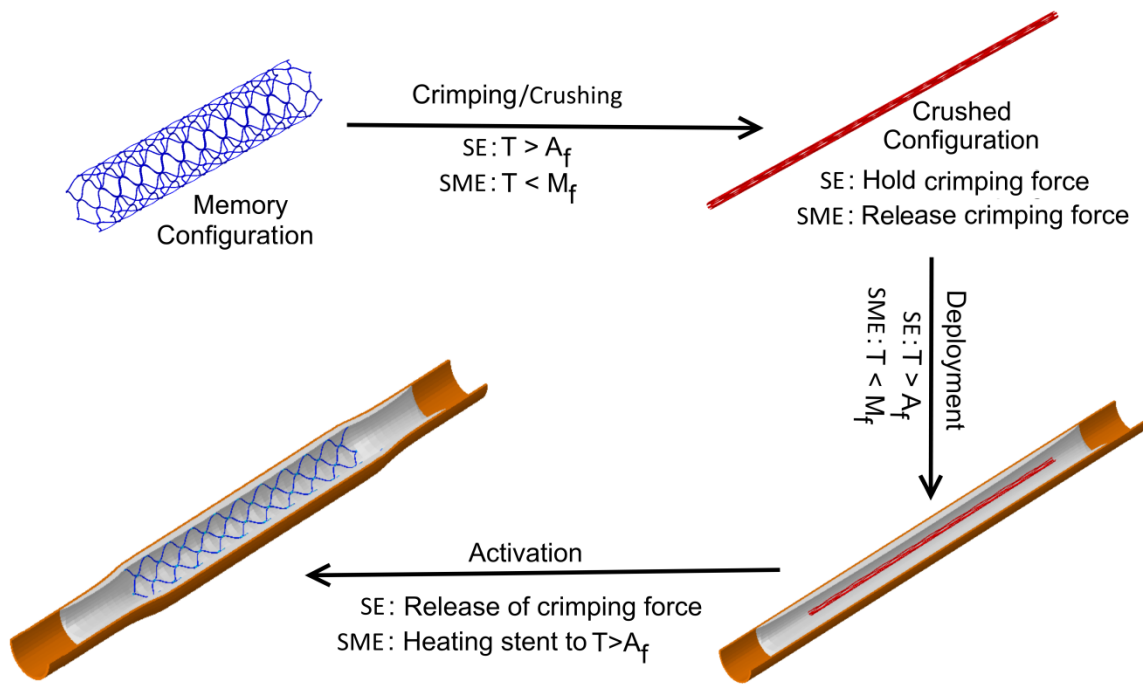 Memory
Configuration
Crimping/Crushing
SE: T > Af
SME: T < Mf
Crushed
Configuration
SE: Hold crimping force
SME: Release crimping force
Deployment
SE: T > Af
SME: T < Mf
Activation
SE: Release of crimping force
SME: Heating stent to T>Af